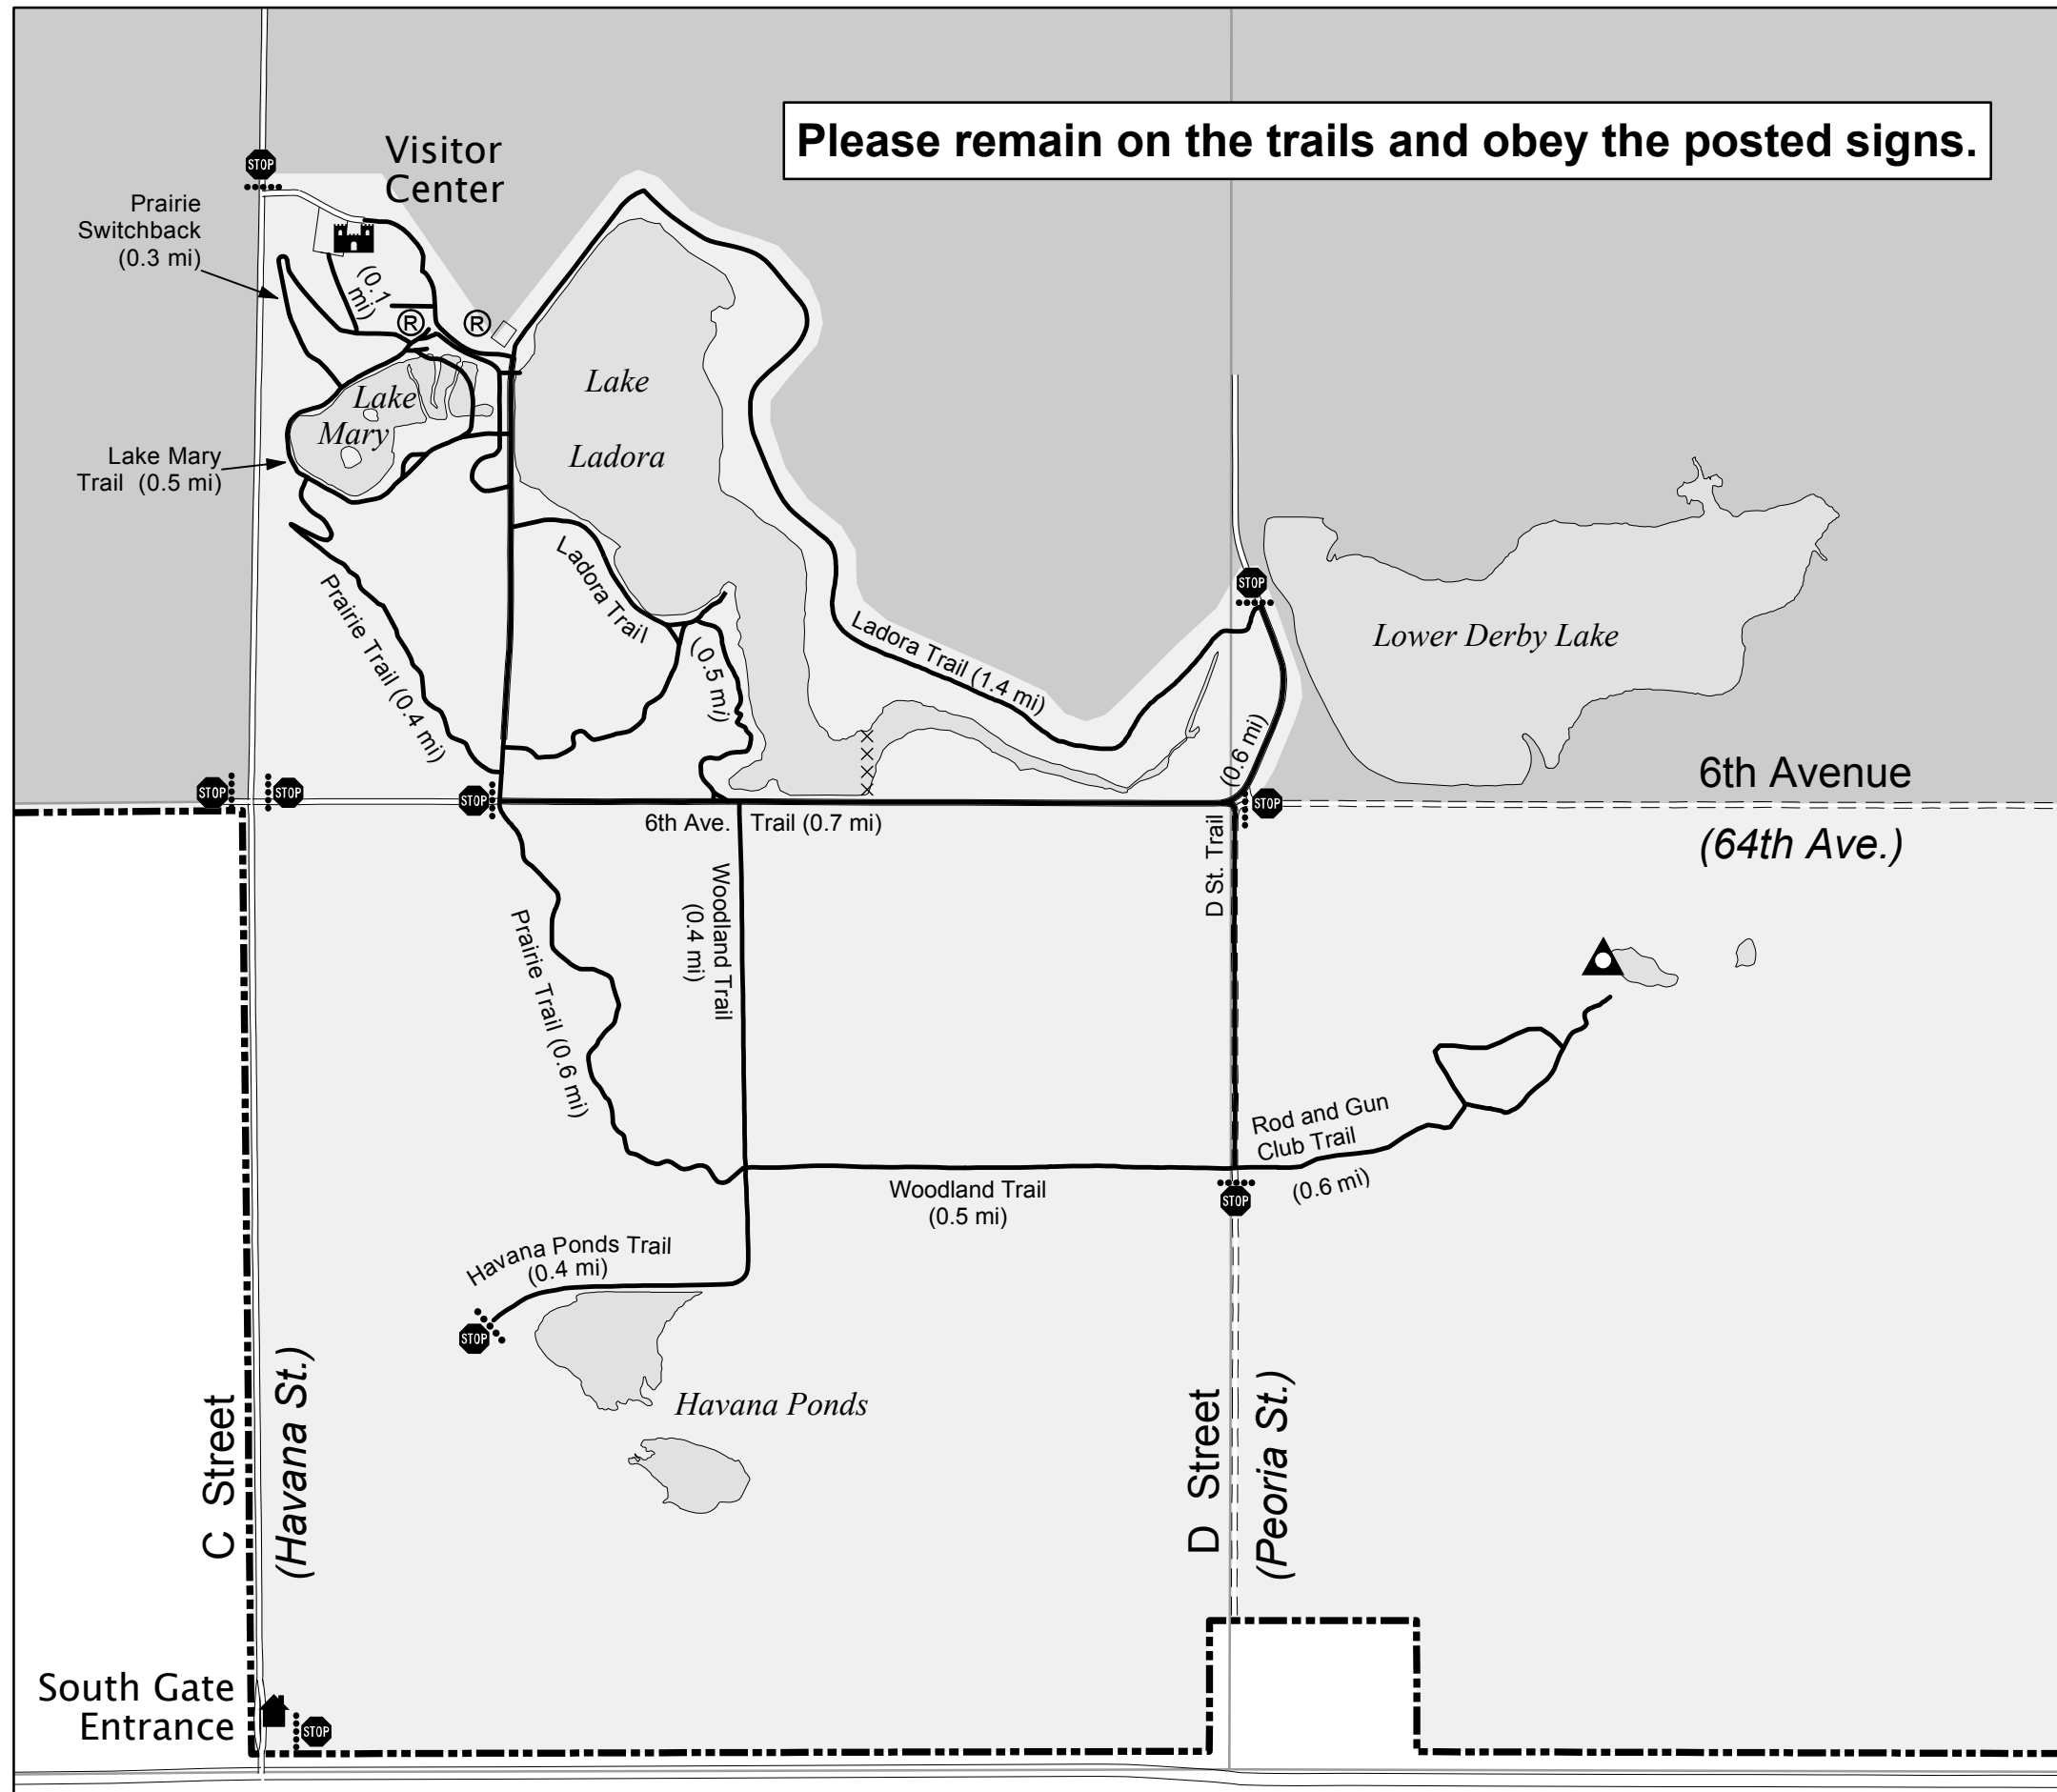 Please remain on the trails and obey the posted signs.
Visitor
Center
STOP
Prairie
Switchback
(0.3 mi)
(0.1
mi)
R
R
Lake
Mary
Lake
Ladora
Lake Mary
Trail (0.5 mi)
Ladora Trail
(0.5 mi)
Prairie Trail (0.4 mi)
Ladora Trail (1.4 mi)
STOP
Lower Derby Lake
(0.6 mi)
6th Avenue
(64th Ave.)
STOP
STOP
STOP
STOP
6th Ave. Trail (0.7 mi)
D St. Trail
Woodland Trail
(0.4 mi)
Prairie Trail (0.6 mi)
Rod and Gun
Club Trail
(0.6 mi)
Woodland Trail
(0.5 mi)
STOP
Havana Ponds Trail
(0.4 mi)
STOP
Havana Ponds
C Street
(Havana St.)
D Street
(Peoria St.)
South Gate
Entrance
STOP